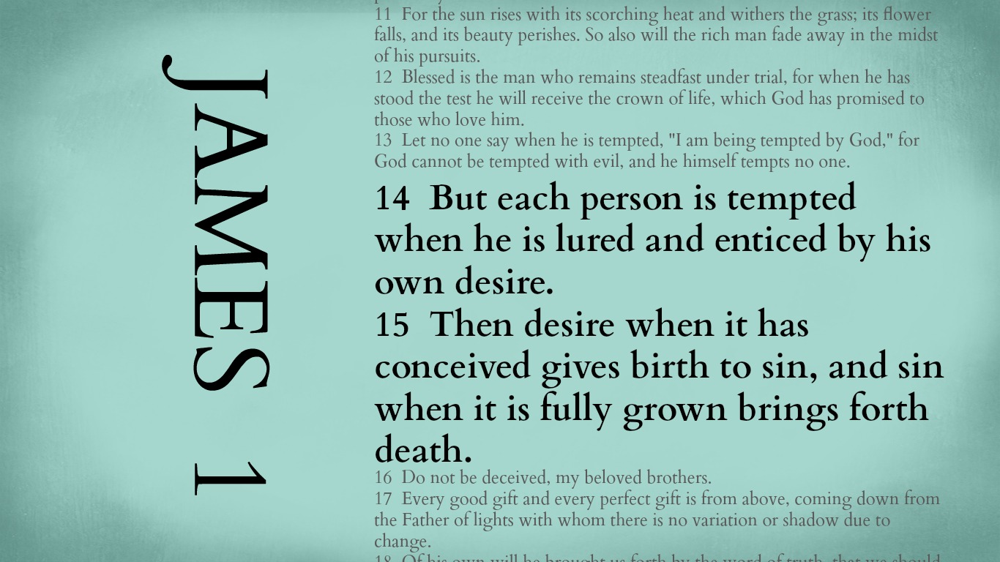 JAMES 1
11 For the sun rises with its scorching heat and withers the grass; its flower
falls, and its beauty perishes. So also will the rich man fade away in the midst
of his pursuits.
12 Blessed is the man who remains steadfast under trial, for when he has
stood the test he will receive the crown of life, which God has promised to
those who love him.
13 Let no one say when he is tempted, "I am being tempted by God," for
God cannot be tempted with evil, and he himself tempts no one.
14 But each person is tempted
when he is lured and enticed by his
own desire.
15 Then desire when it has
conceived gives birth to sin, and sin
when it is fully grown brings forth
death.
16 Do not be deceived, my beloved brothers.
17 Every good gift and every perfect gift is from above, coming down from
the Father of lights with whom there is no variation or shadow due to
change.
18 Of his own will he brought us forth by the word of truth, that we should